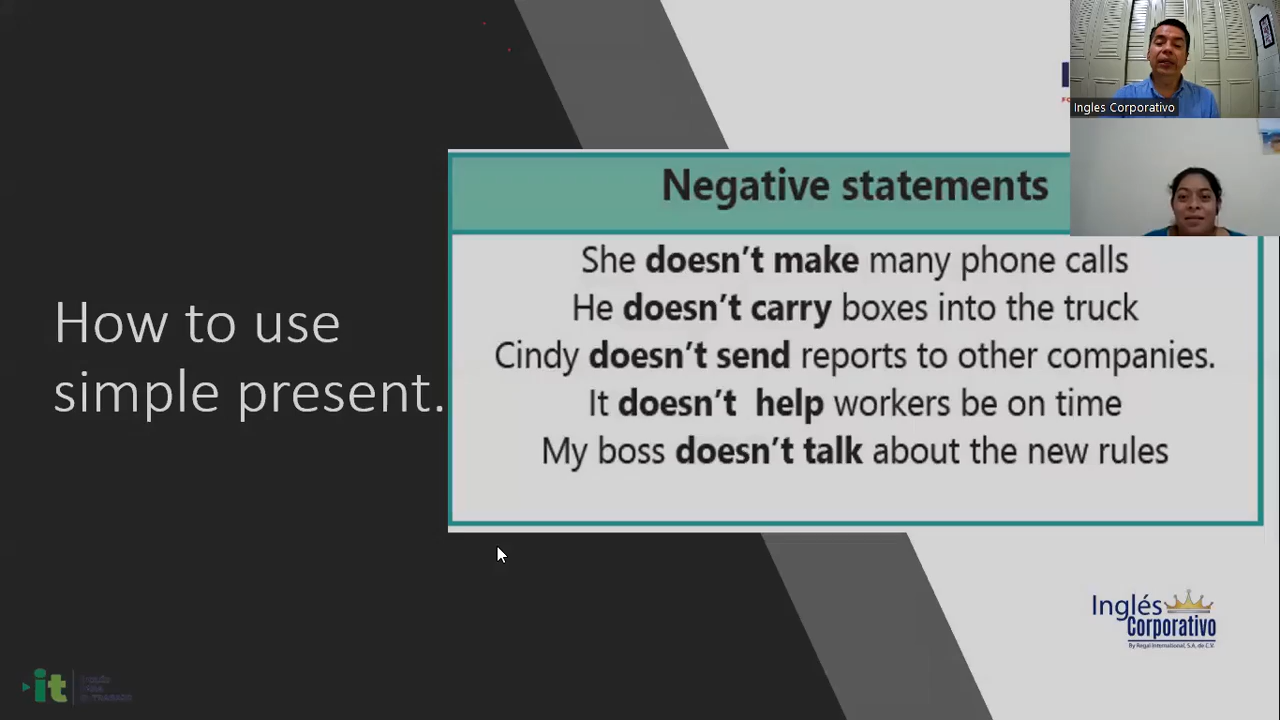 Ingles Corporativo
Negative statements
She doesn't make many phone calls
He doesn't carry boxes into the truck
Cindy doesn't send reports to other companies.
It doesn't help workers be on time
My boss doesn't talk about the new rules
How to use
simple present.
Inglés
Corporativo
By Regal International, S.A. de C.V.
it